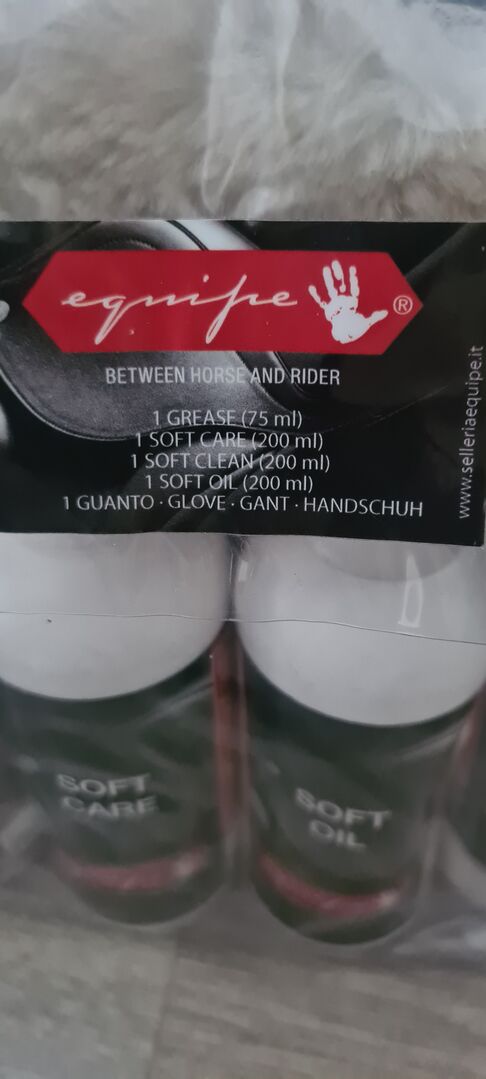 equipe ®
BETWEEN HORSE AND RIDER
1 GREASE (75 ml)
1 SOFT CARE (200 ml)
1 SOFT CLEAN (200 ml)
1 SOFT OIL (200 ml)
1 GUANTO · GLOVE · GANT · HANDSCHUH
www.selleriaequipe.it
SOFT
CARE
SOFT
OIL